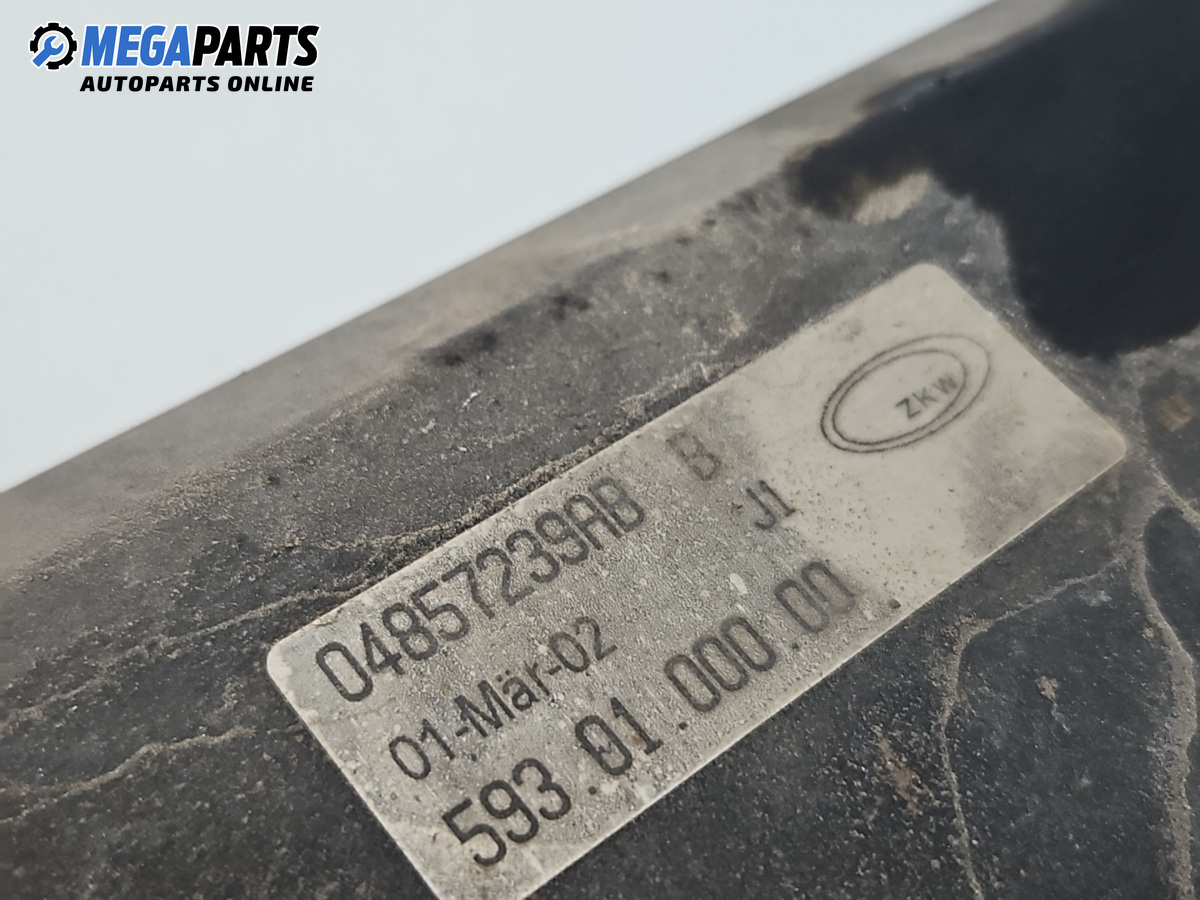 MEGAPARTS
AUTOPARTS ONLINE
ZKW
04857239AB B
J1
01-Mär-02
593.01.000.00